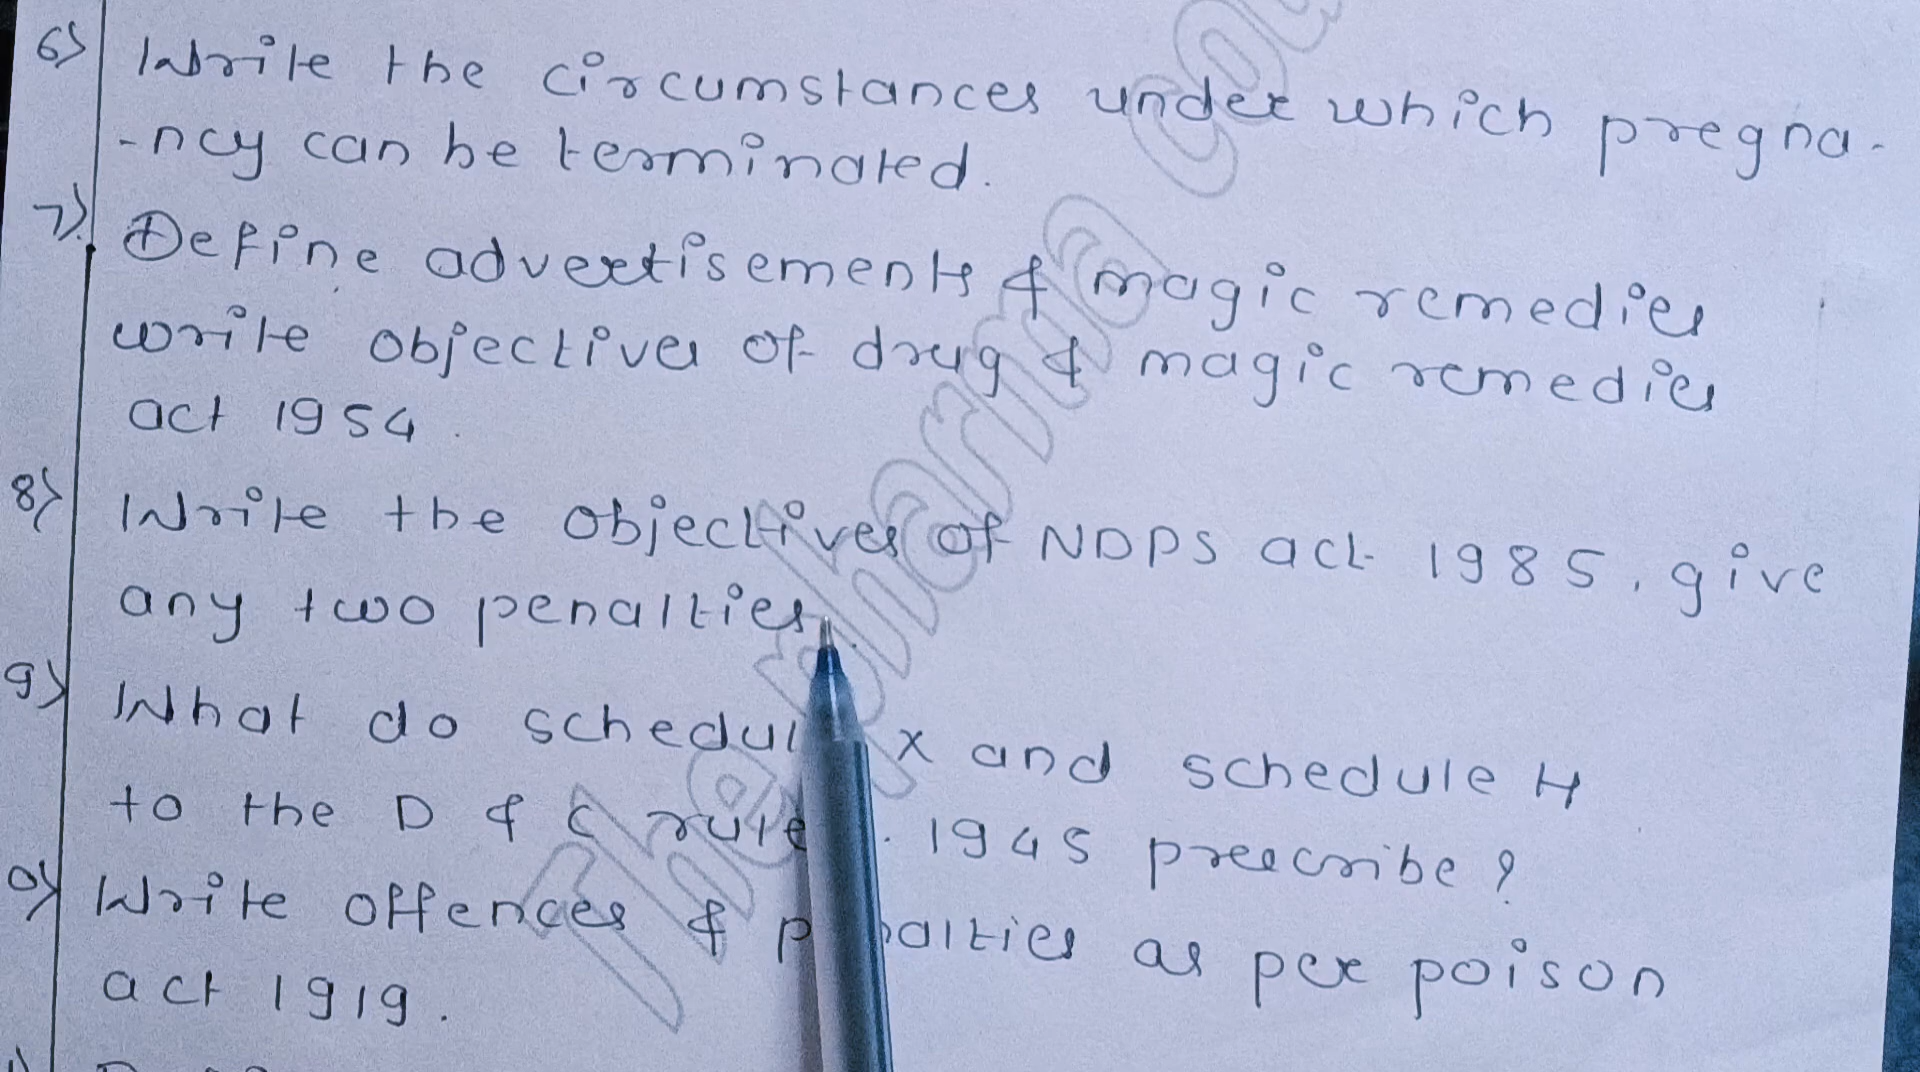 6) Write the circumstances under which pregna-
-ncy can be terminated.
7) Define advertisements & magic remedies
write objectives of drug & magic remedies
act 1954.
8) Write the objectives of NDPS act 1985, give
any two penalties.
9) What do schedul x and schedule H
to the D & C rule. 1945 prescribe?
0) Write offences & p nalties as per poison
act 1919.